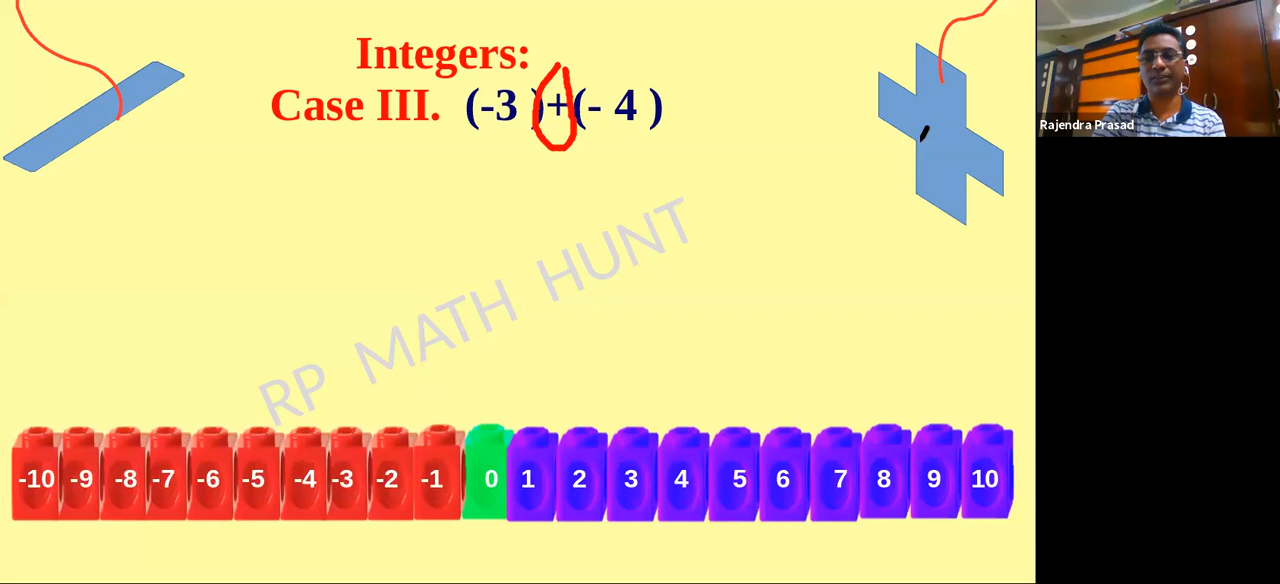 Integers:
Case III. (-3 )+(- 4 )
Rajendra Prasad
RP MATH HUNT
-10 -9 -8 -7 -6 -5 -4 -3 -2 -1 0 1 2 3 4 5 6 7 8 9 10